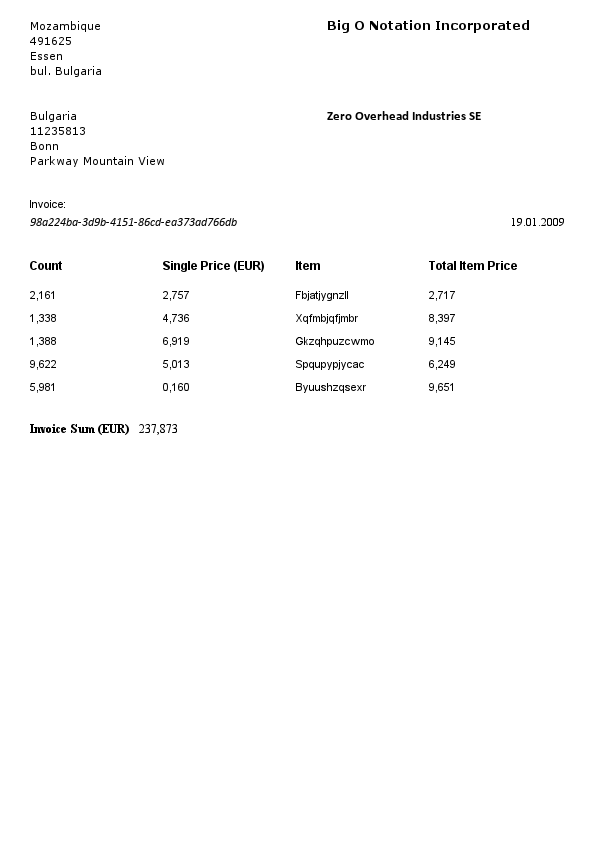 Mozambique
Big O Notation Incorporated
491625
Essen
bul. Bulgaria
Bulgaria
Zero Overhead Industries SE
11235813
Bonn
Parkway Mountain View
Invoice:
98a224ba-3d9b-4151-86cd-ea373ad766db 19.01.2009
Count Single Price (EUR) Item Total Item Price
2,161 2,757 Fbjatjygnzll 2,717
1,338 4,736 Xqfmbjqfjmbr 8,397
1,388 6,919 Gkzqhpuzcwmo 9,145
9,622 5,013 Spqupypjycac 6,249
5,981 0,160 Byuushzqsexr 9,651
Invoice Sum (EUR) 237,873